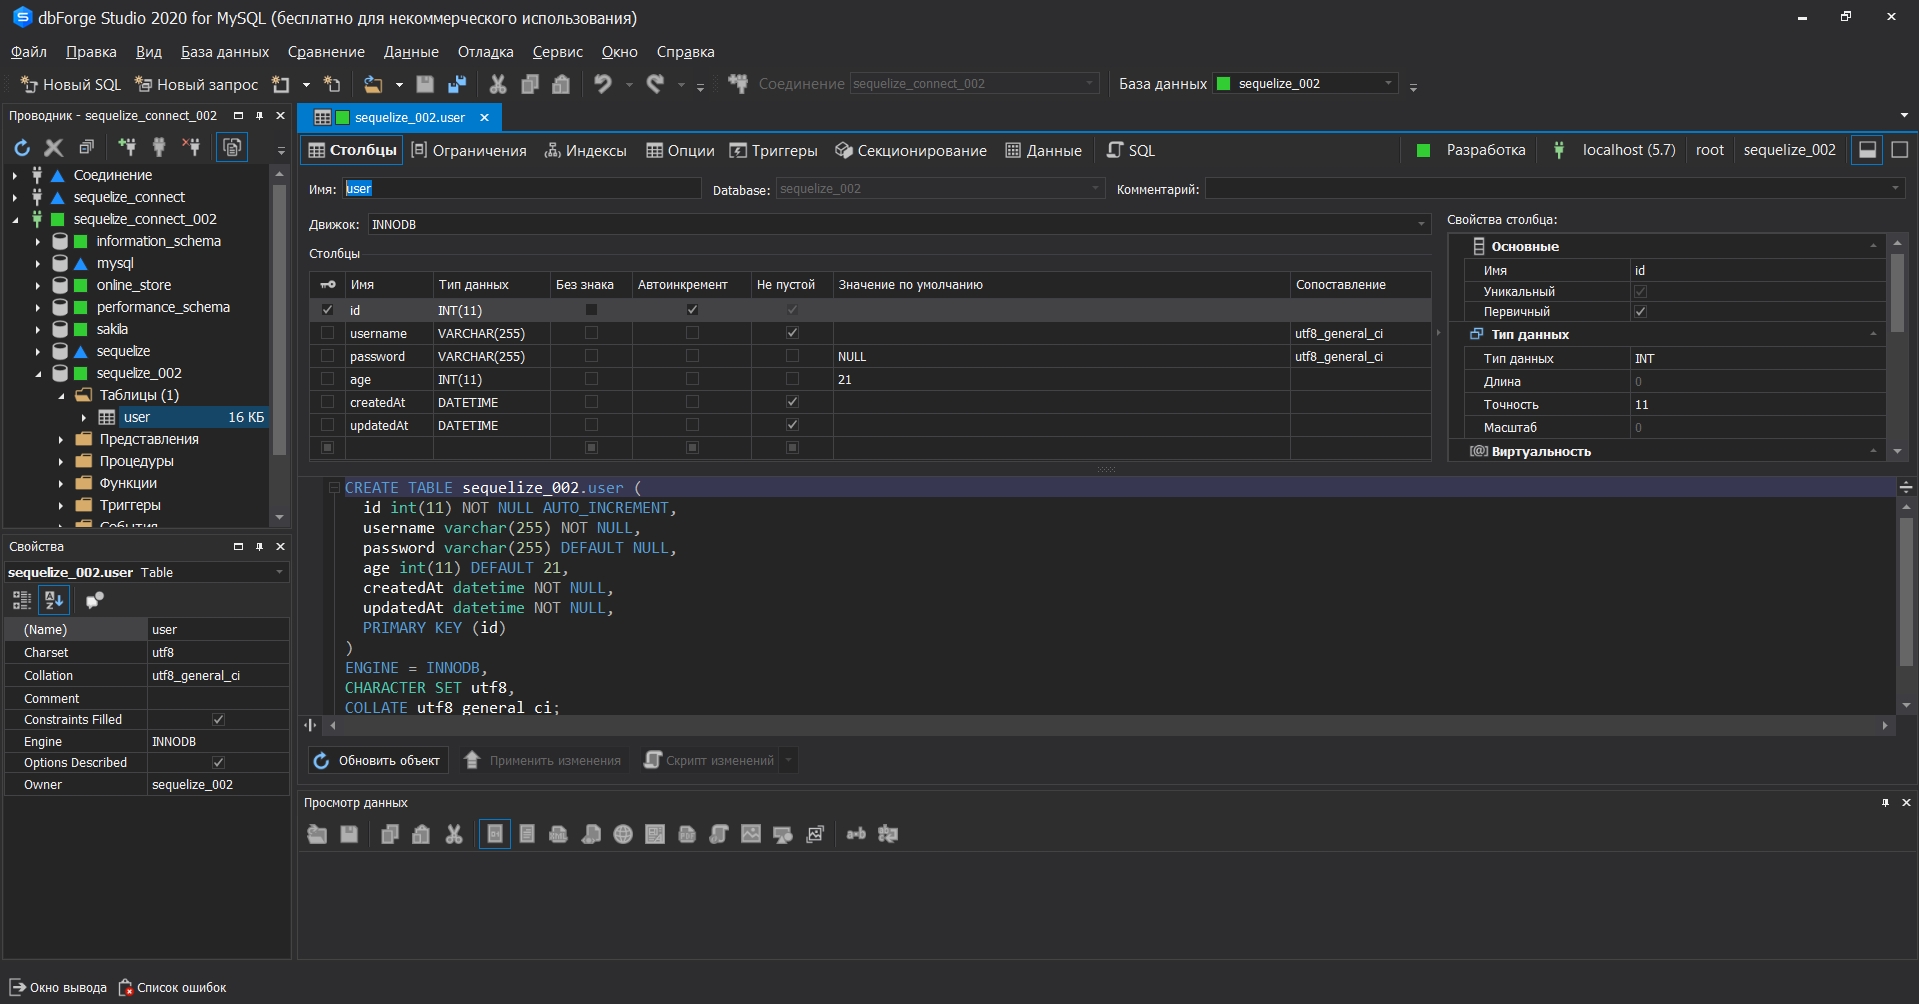 dbForge Studio 2020 for MySQL (бесплатно для некоммерческого использования)
Файл Правка Вид База данных Сравнение Данные Отладка Сервис Окно Справка
Новый SQL Новый запрос Соединение sequelize_connect_002 База данных sequelize_002
Проводник - sequelize_connect_002
Соединение
sequelize_connect
sequelize_connect_002
information_schema
mysql
online_store
performance_schema
sakila
sequelize
sequelize_002
Таблицы (1)
user 16 КБ
Представления
Процедуры
Функции
Триггеры
События
Свойства
sequelize_002.user Table
(Name) user
Charset utf8
Collation utf8_general_ci
Comment
Constraints Filled
Engine INNODB
Options Described
Owner sequelize_002
sequelize_002.user
Столбцы Ограничения Индексы Опции Триггеры Секционирование Данные SQL Разработка localhost (5.7) root sequelize_002
Имя: user Database: sequelize_002 Комментарий:
Движок: INNODB
Столбцы
Имя Тип данных Без знака Автоинкремент Не пустой Значение по умолчанию Сопоставление
id INT(11)
username VARCHAR(255) utf8_general_ci
password VARCHAR(255) NULL utf8_general_ci
age INT(11) 21
createdAt DATETIME
updatedAt DATETIME
Свойства столбца:
Основные
Имя id
Уникальный
Первичный
Тип данных
Тип данных INT
Длина 0
Точность 11
Масштаб 0
Виртуальность
CREATE TABLE sequelize_002.user (
id int(11) NOT NULL AUTO_INCREMENT,
username varchar(255) NOT NULL,
password varchar(255) DEFAULT NULL,
age int(11) DEFAULT 21,
createdAt datetime NOT NULL,
updatedAt datetime NOT NULL,
PRIMARY KEY (id)
)
ENGINE = INNODB,
CHARACTER SET utf8,
COLLATE utf8_general_ci;
Обновить объект Применить изменения Скрипт изменений
Просмотр данных
Окно вывода Список ошибок